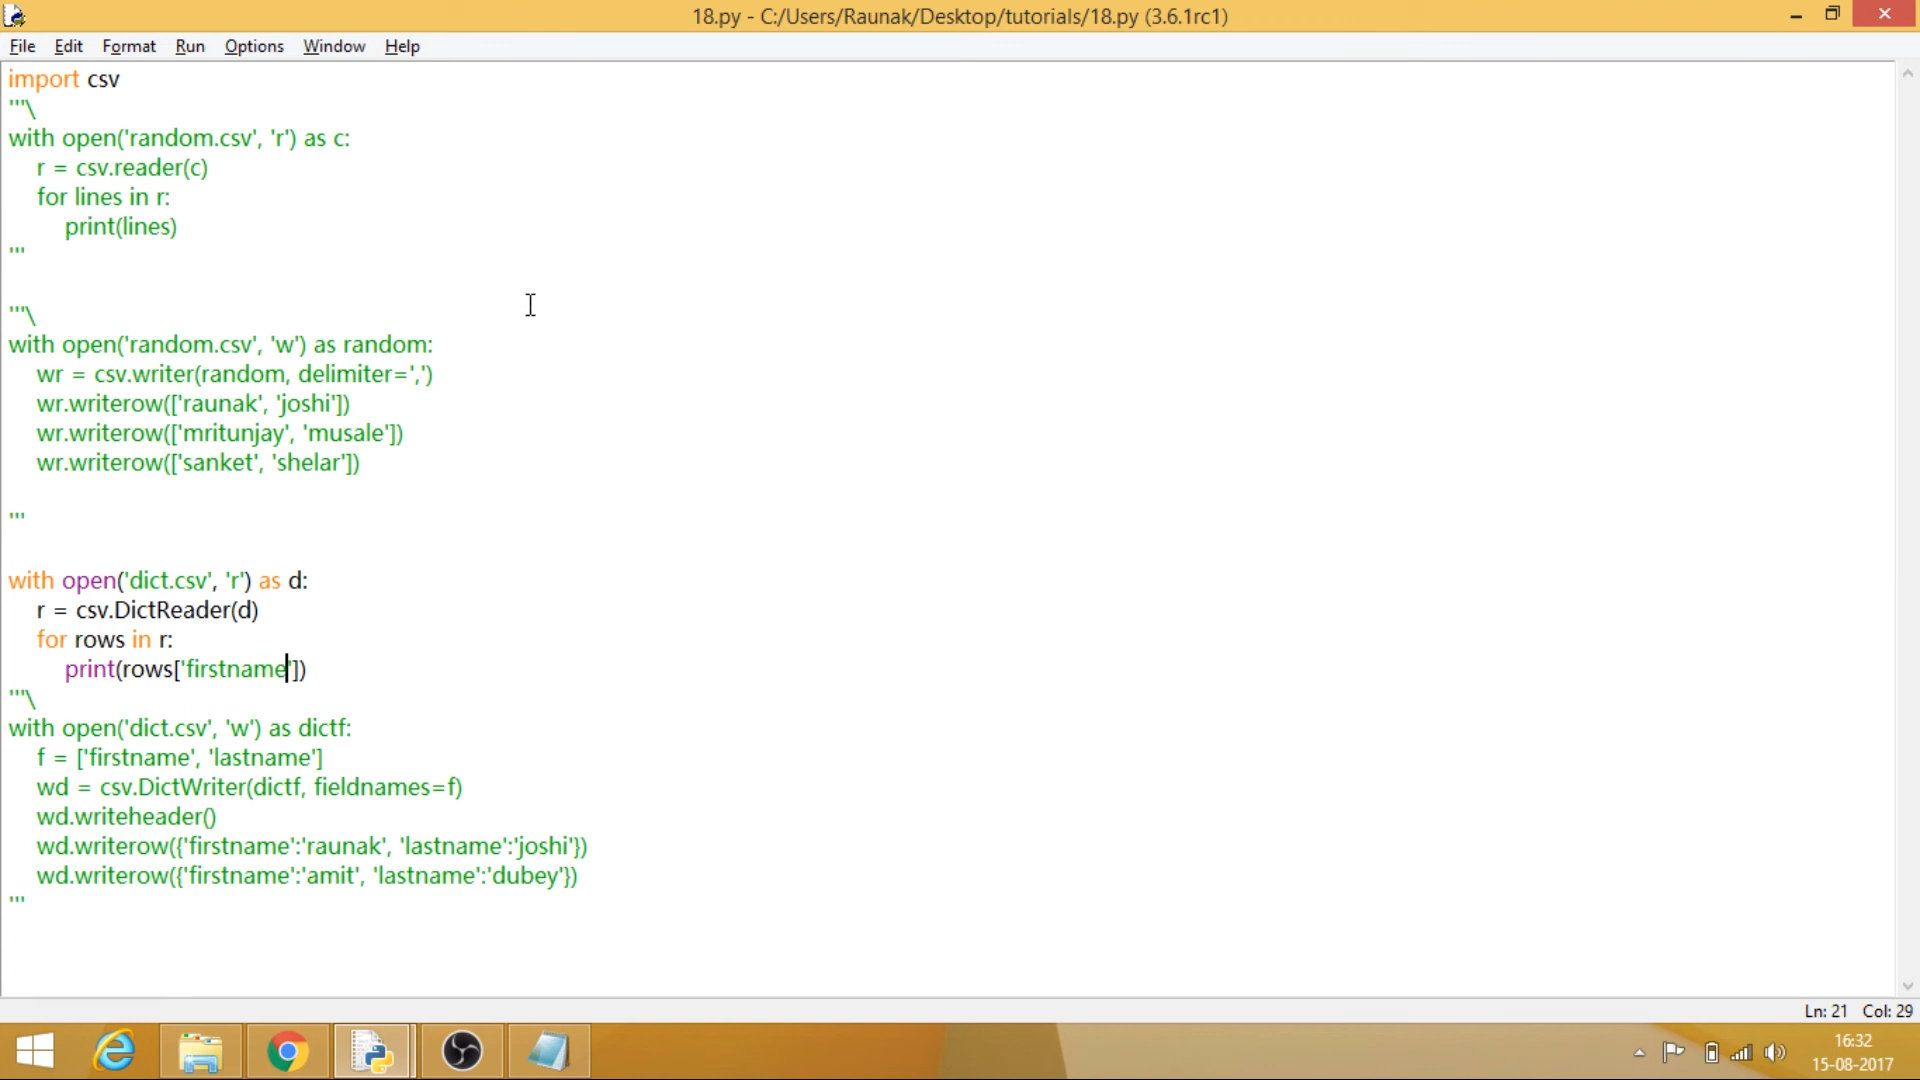 18.py - C:/Users/Raunak/Desktop/tutorials/18.py (3.6.1rc1)
File Edit Format Run Options Window Help
import csv
'''\
with open('random.csv', 'r') as c:
    r = csv.reader(c)
    for lines in r:
        print(lines)
'''
'''\
with open('random.csv', 'w') as random:
    wr = csv.writer(random, delimiter=',')
    wr.writerow(['raunak', 'joshi'])
    wr.writerow(['mritunjay', 'musale'])
    wr.writerow(['sanket', 'shelar'])
'''
with open('dict.csv', 'r') as d:
    r = csv.DictReader(d)
    for rows in r:
        print(rows['firstname'])
'''\
with open('dict.csv', 'w') as dictf:
    f = ['firstname', 'lastname']
    wd = csv.DictWriter(dictf, fieldnames=f)
    wd.writeheader()
    wd.writerow({'firstname':'raunak', 'lastname':'joshi'})
    wd.writerow({'firstname':'amit', 'lastname':'dubey'})
'''
Ln: 21 Col: 29
16:32
15-08-2017